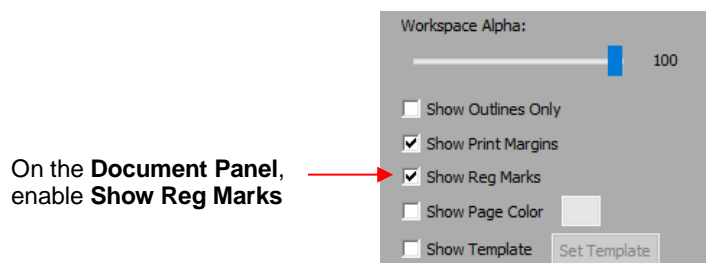 Workspace Alpha:
100
Show Outlines Only
Show Print Margins
On the Document Panel,
enable Show Reg Marks
Show Reg Marks
Show Page Color
Show Template Set Template